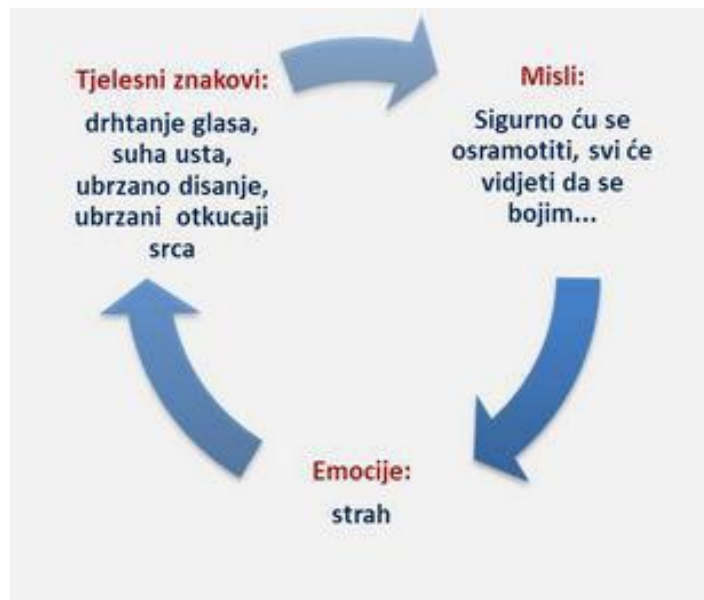 Tjelesni znakovi:
drhtanje glasa,
suha usta,
ubrzano disanje,
ubrzani otkucaji
srca
Misli:
Sigurno ću se
osramotiti, svi će
vidjeti da se
bojim...
Emocije:
strah